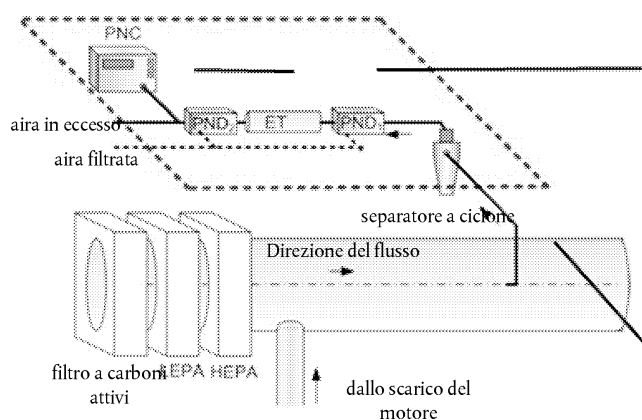 PNC
aira in eccesso
PND
ET
PND
aira filtrata
separatore a ciclone
Direzione del flusso
filtro a carboni
attivi
LEPA
HEPA
dallo scarico del
motore